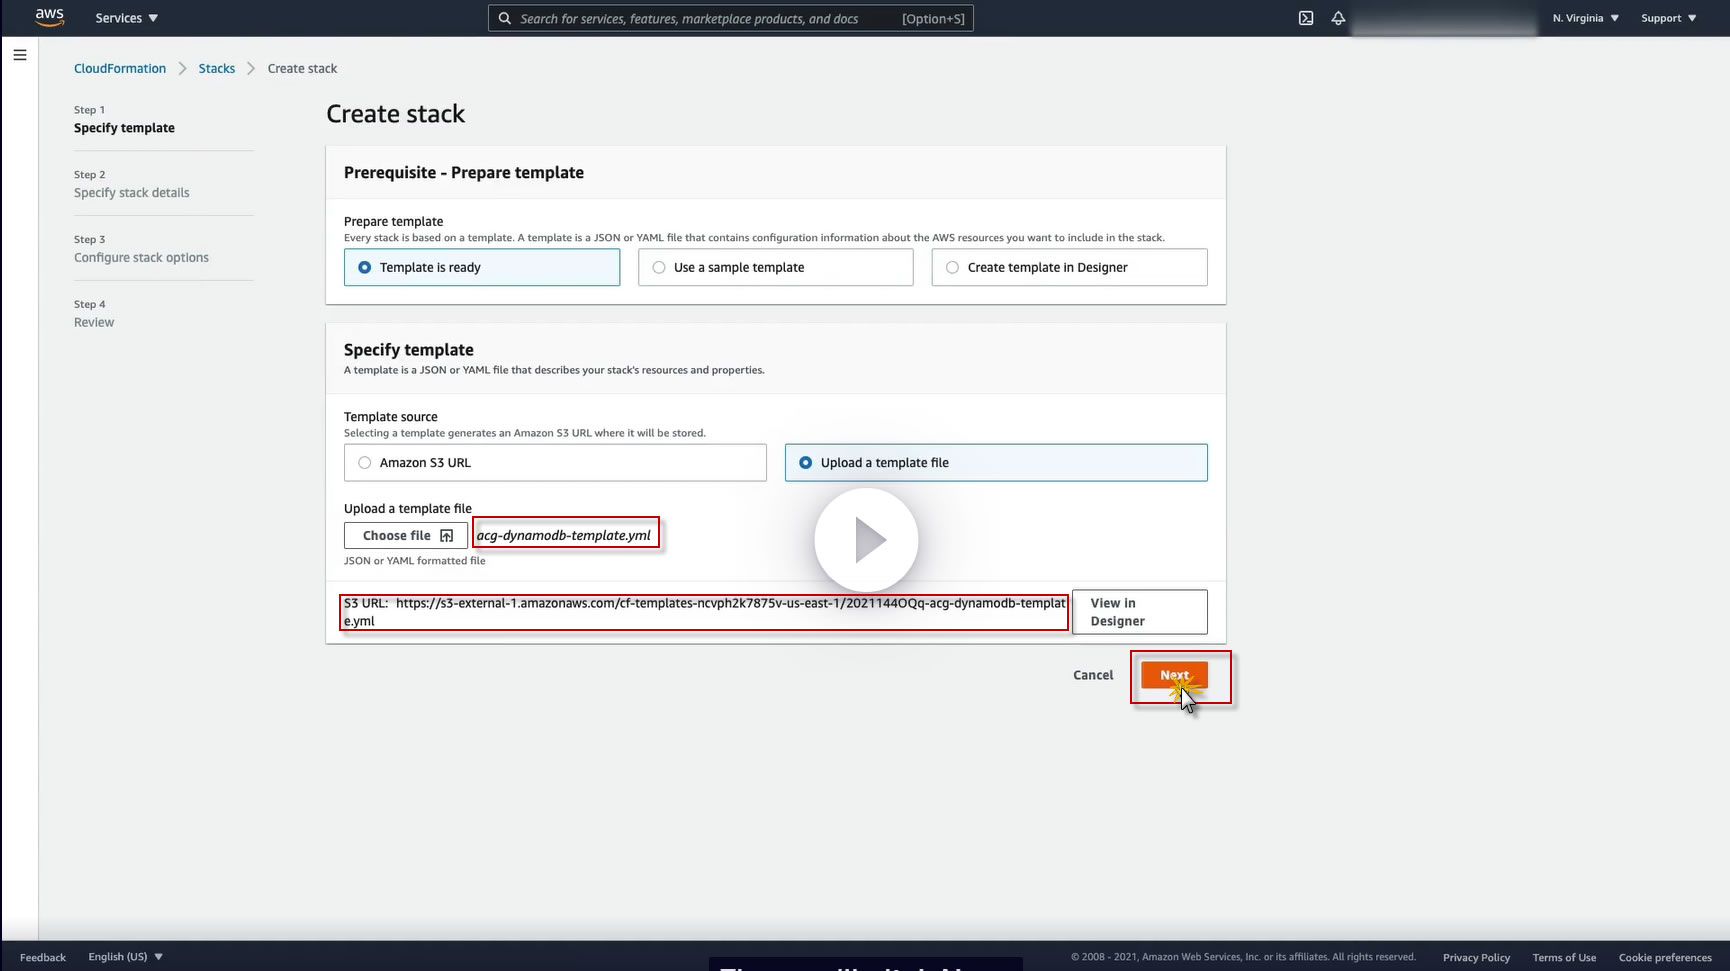 aws Services
Search for services, features, marketplace products, and docs [Option+S]
N. Virginia Support
CloudFormation Stacks Create stack
Step 1
Specify template
Step 2
Specify stack details
Step 3
Configure stack options
Step 4
Review
Create stack
Prerequisite - Prepare template
Prepare template
Every stack is based on a template. A template is a JSON or YAML file that contains configuration information about the AWS resources you want to include in the stack.
Template is ready
Use a sample template
Create template in Designer
Specify template
A template is a JSON or YAML file that describes your stack's resources and properties.
Template source
Selecting a template generates an Amazon S3 URL where it will be stored.
Amazon S3 URL
Upload a template file
Upload a template file
Choose file acg-dynamodb-template.yml
JSON or YAML formatted file
S3 URL: https://s3-external-1.amazonaws.com/cf-templates-ncvph2k7875v-us-east-1/2021144OQq-acg-dynamodb-templat
e.yml
View in
Designer
Cancel
Next
Feedback English (US)
© 2008 - 2021, Amazon Web Services, Inc. or its affiliates. All rights reserved. Privacy Policy Terms of Use Cookie preferences